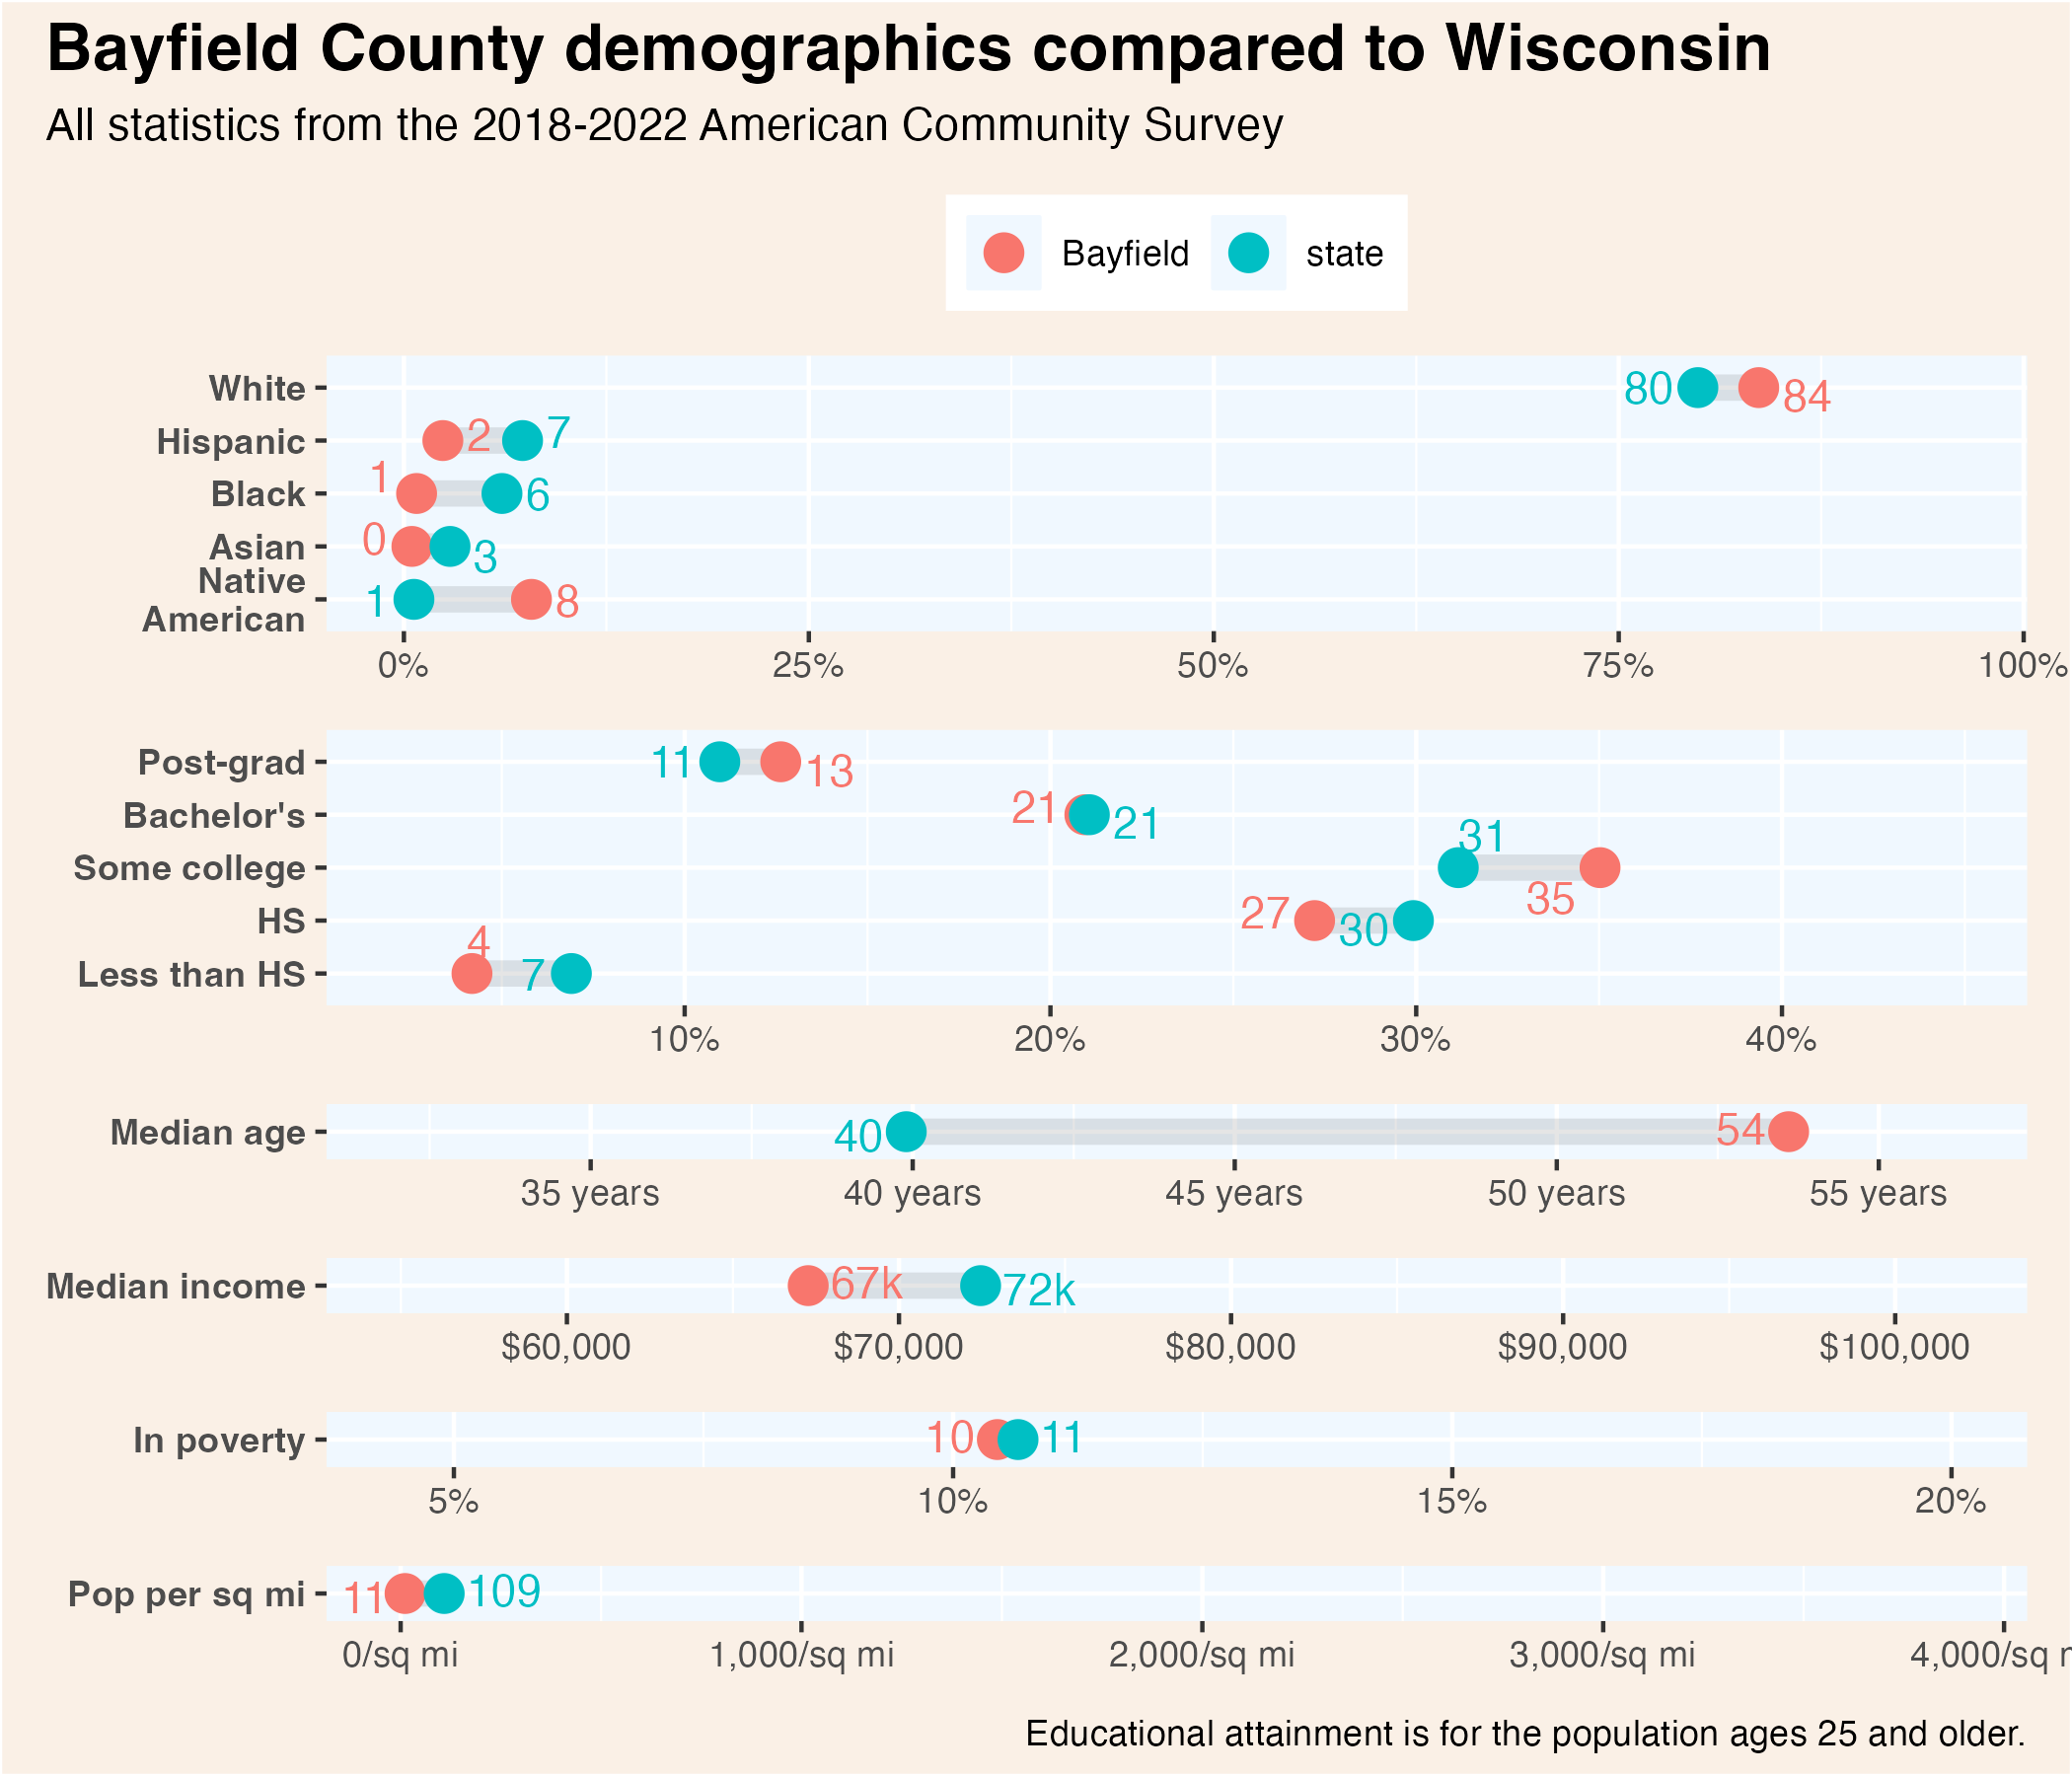 Bayfield County demographics compared to Wisconsin
All statistics from the 2018-2022 American Community Survey
Bayfield state
White 80 84
Hispanic 2 7
Black 1 6
Asian 0 3
Native
American 1 8
0% 25% 50% 75% 100%
Post-grad 11 13
Bachelor's 21 21
Some college 31 35
HS 27 30
Less than HS 4 7
10% 20% 30% 40%
Median age 40 54
35 years 40 years 45 years 50 years 55 years
Median income 67k 72k
$60,000 $70,000 $80,000 $90,000 $100,000
In poverty 10 11
5% 10% 15% 20%
Pop per sq mi 11 109
0/sq mi 1,000/sq mi 2,000/sq mi 3,000/sq mi 4,000/sq
Educational attainment is for the population ages 25 and older.